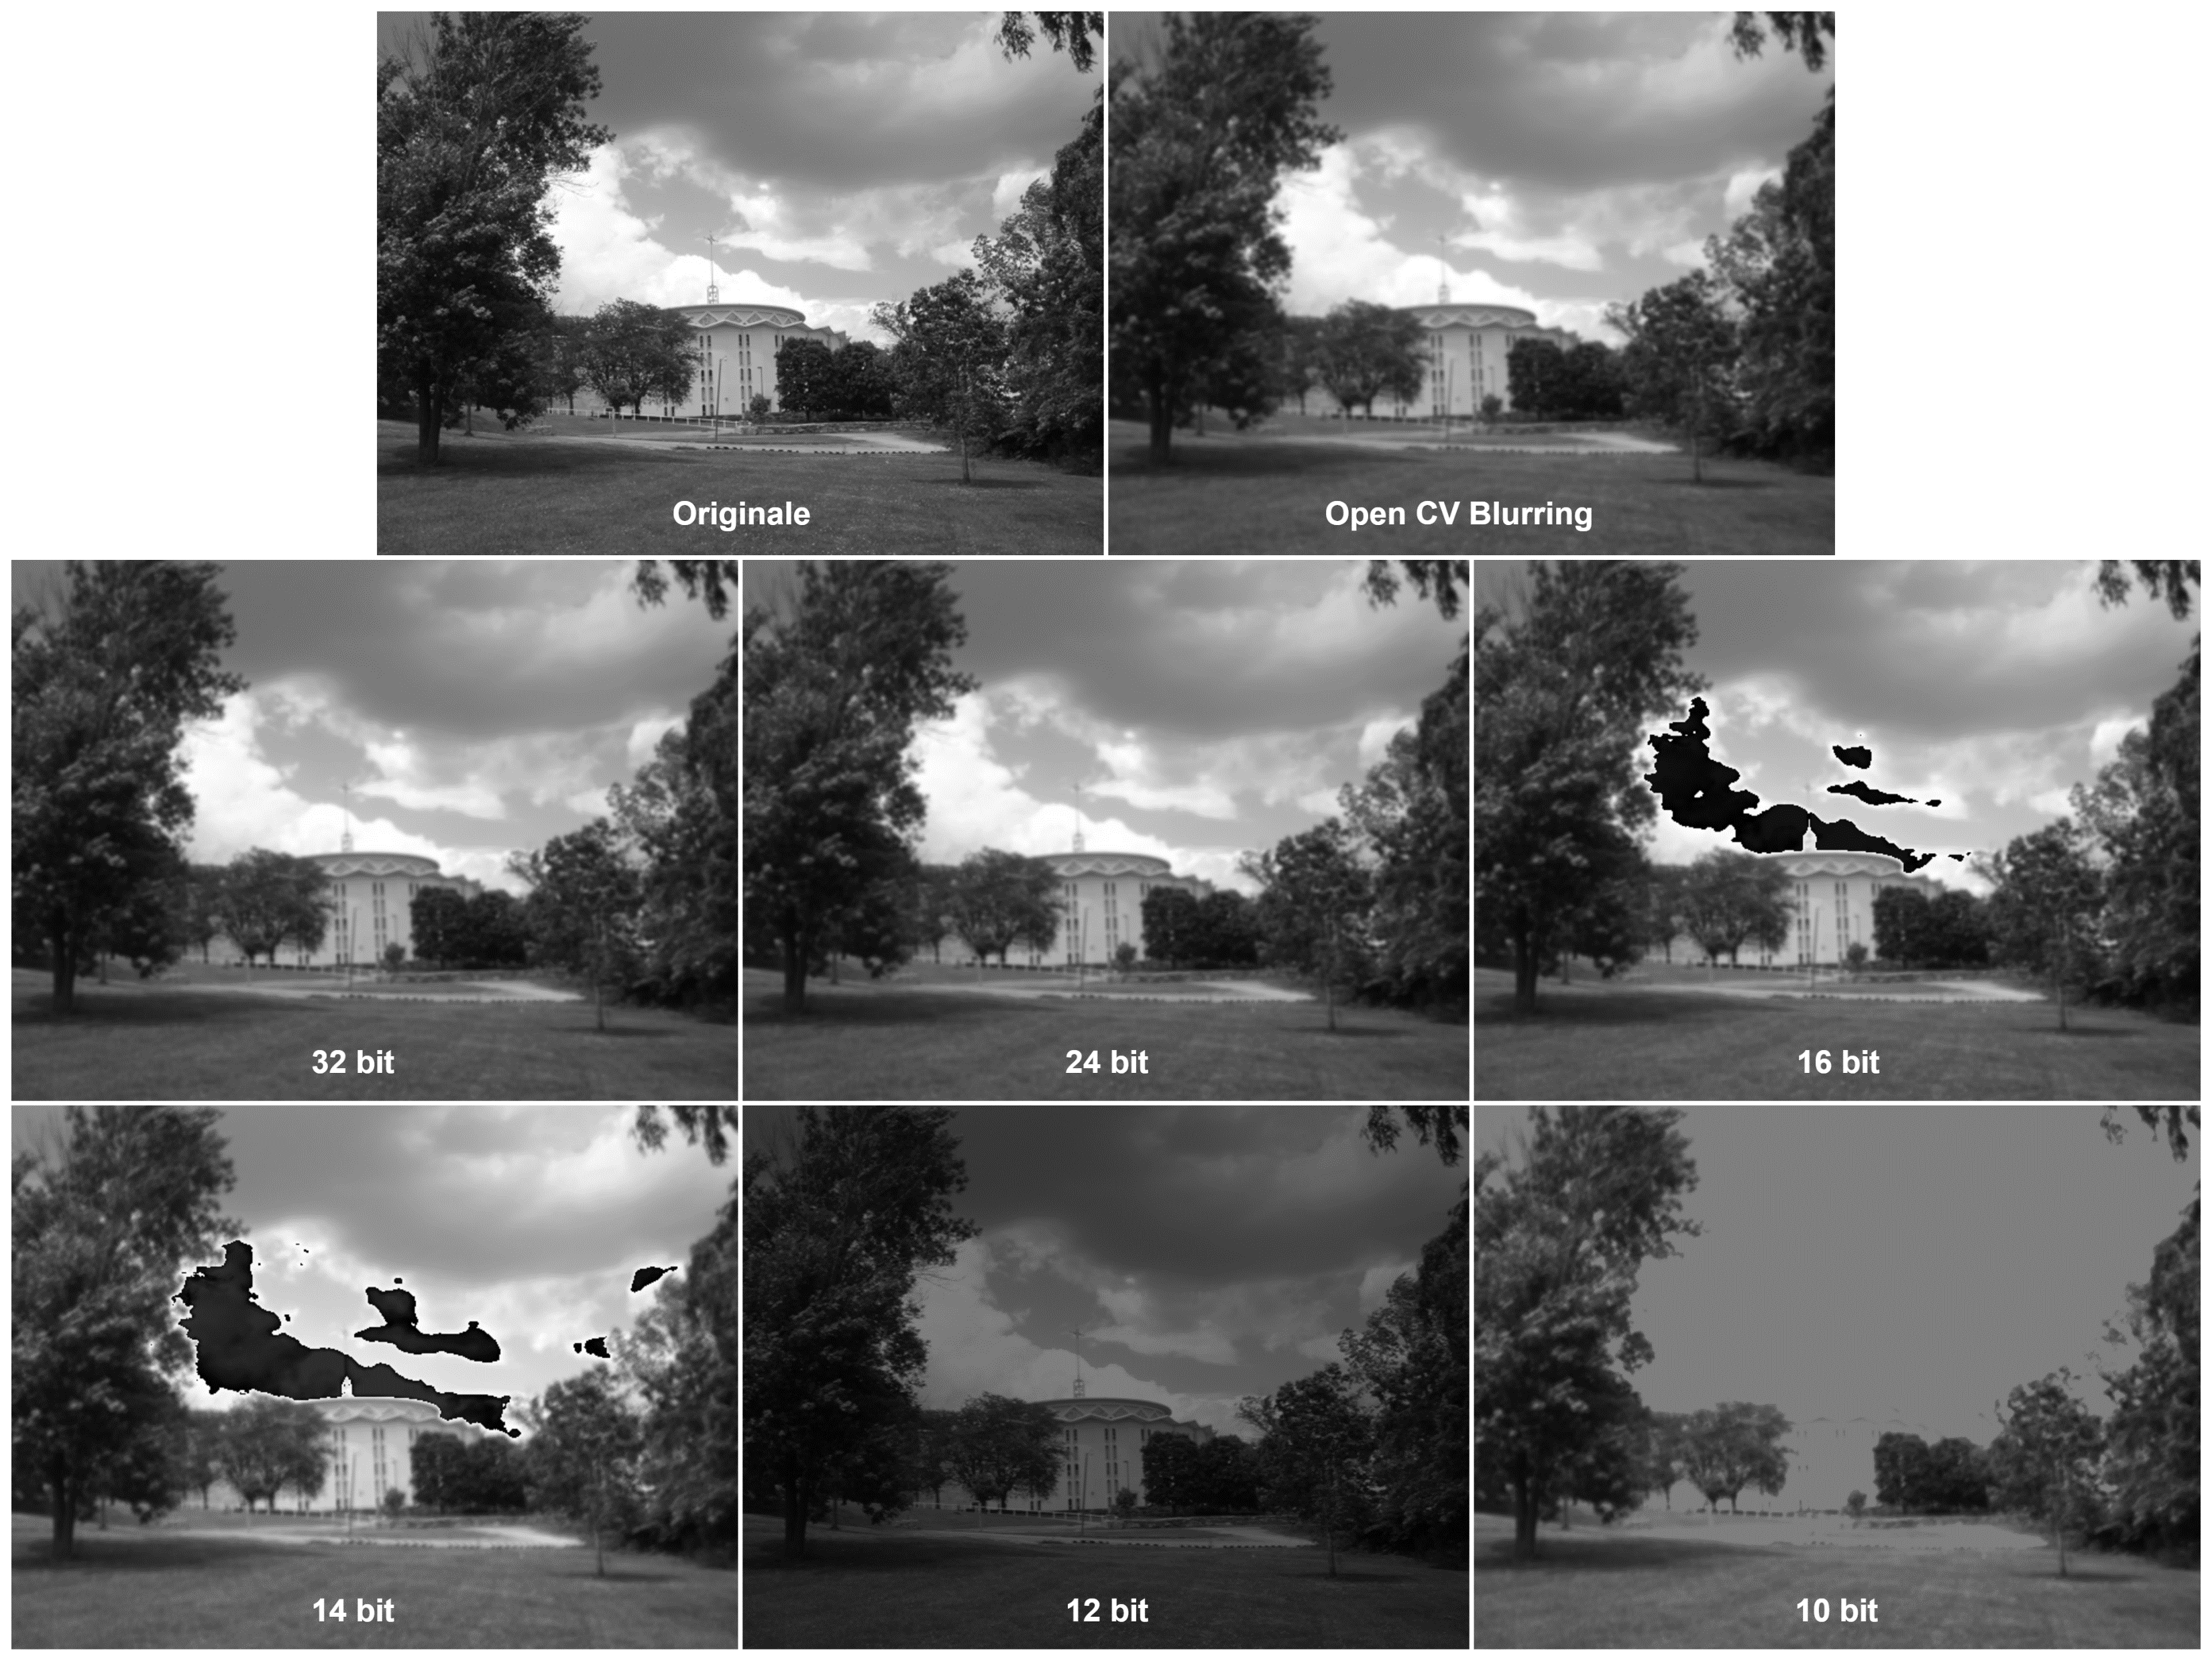 Originale
Open CV Blurring
32 bit
24 bit
16 bit
14 bit
12 bit
10 bit